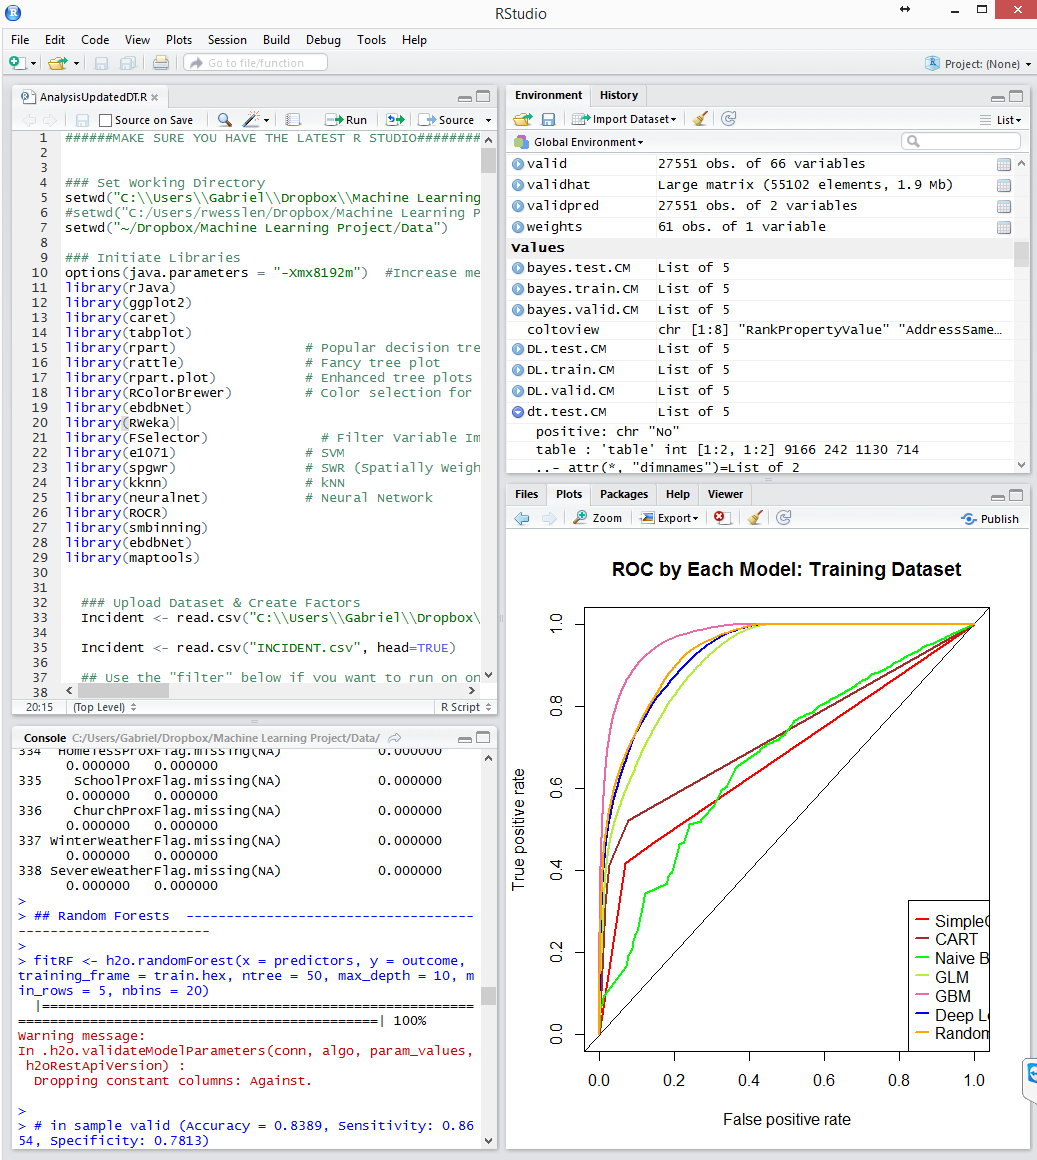 RStudio
File Edit Code View Plots Session Build Debug Tools Help
Go to file/function
Project: (None)
AnalysisUpdatedDT.R
Source on Save Run Source
1 ######MAKE SURE YOU HAVE THE LATEST R STUDIO#########
2
3
4 ### Set Working Directory
5 setwd("C:\\Users\\Gabriel\\Dropbox\\Machine Learning
6 #setwd("C:/Users/rwesslen/Dropbox/Machine Learning P
7 setwd("~/Dropbox/Machine Learning Project/Data")
8
9 ### Initiate Libraries
10 options(java.parameters = "-Xmx8192m") #Increase me
11 library(rJava)
12 library(ggplot2)
13 library(caret)
14 library(tabplot)
15 library(rpart) # Popular decision tre
16 library(rattle) # Fancy tree plot
17 library(rpart.plot) # Enhanced tree plots
18 library(RColorBrewer) # Color selection for
19 library(ebdbNet)
20 library(RWeka)
21 library(FSelector) # Filter Variable Im
22 library(e1071) # SVM
23 library(spgwr) # SWR (Spatially Weigh
24 library(kknn) # kNN
25 library(neuralnet) # Neural Network
26 library(ROCR)
27 library(smbinning)
28 library(ebdbNet)
29 library(maptools)
30
31
32 ### Upload Dataset & Create Factors
33 Incident <- read.csv("C:\\Users\\Gabriel\\Dropbox\
34
35 Incident <- read.csv("INCIDENT.csv", head=TRUE)
36
37 ## Use the "filter" below if you want to run on on
38
20:15 (Top Level) R Script
Console C:/Users/Gabriel/Dropbox/Machine Learning Project/Data/
334 HomelessProxFlag.missing(NA) 0.000000
0.000000 0.000000
335 SchoolProxFlag.missing(NA) 0.000000
0.000000 0.000000
336 ChurchProxFlag.missing(NA) 0.000000
0.000000 0.000000
337 WinterWeatherFlag.missing(NA) 0.000000
0.000000 0.000000
338 SevereWeatherFlag.missing(NA) 0.000000
0.000000 0.000000
>
> ## Random Forests ------------------------------------
------------------------
>
> fitRF <- h2o.randomForest(x = predictors, y = outcome,
training_frame = train.hex, ntree = 50, max_depth = 10, m
in_rows = 5, nbins = 20)
|======================================================
=============================================| 100%
Warning message:
In .h2o.validateModelParameters(conn, algo, param_values,
h2oRestApiVersion) :
Dropping constant columns: Against.
>
> # in sample valid (Accuracy = 0.8389, Sensitivity: 0.86
54, Specificity: 0.7813)
Environment History
Import Dataset List
Global Environment
valid 27551 obs. of 66 variables
validhat Large matrix (55102 elements, 1.9 Mb)
validpred 27551 obs. of 2 variables
weights 61 obs. of 1 variable
Values
bayes.test.CM List of 5
bayes.train.CM List of 5
bayes.valid.CM List of 5
coltoview chr [1:8] "RankPropertyValue" "AddressSame…
DL.test.CM List of 5
DL.train.CM List of 5
DL.valid.CM List of 5
dt.test.CM List of 5
positive: chr "No"
table : 'table' int [1:2, 1:2] 9166 242 1130 714
..- attr(*, "dimnames")=List of 2
Files Plots Packages Help Viewer
Zoom Export Publish
ROC by Each Model: Training Dataset
True positive rate
1.0
0.8
0.6
0.4
0.2
0.0
0.0 0.2 0.4 0.6 0.8 1.0
False positive rate
Simple
CART
Naive B
GLM
GBM
Deep L
Random